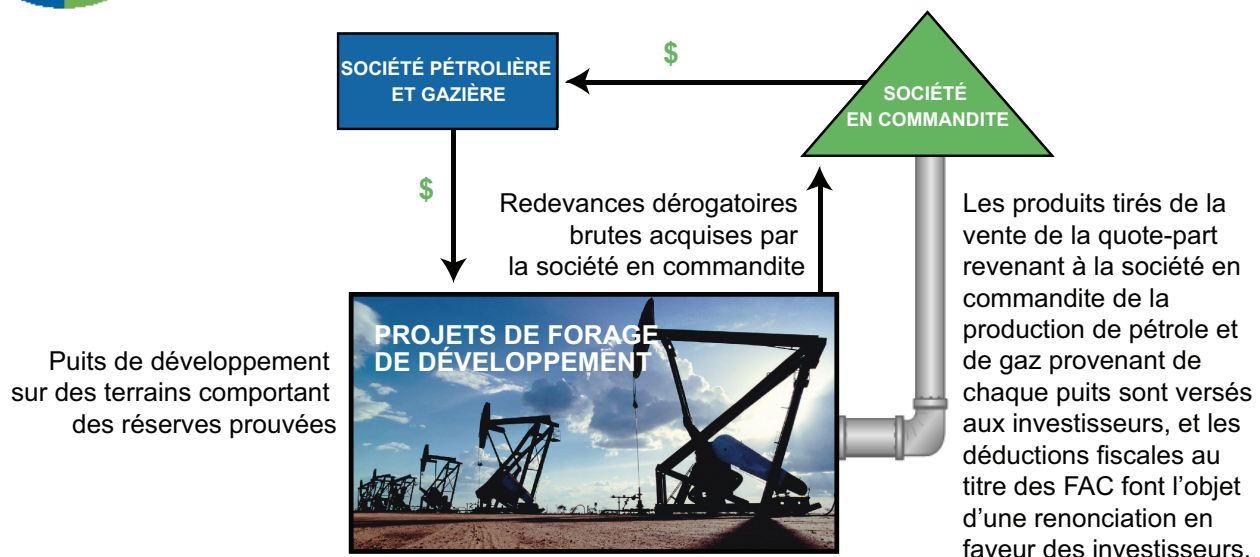 $
SOCIÉTÉ PÉTROLIÈRE
ET GAZIÈRE
SOCIÉTÉ
EN COMMANDITE
$
Redevances dérogatoires
brutes acquises par
la société en commandite
Les produits tirés de la
vente de la quote-part
revenant à la société en
commandite de la
production de pétrole et
de gaz provenant de
chaque puits sont versés
aux investisseurs, et les
déductions fiscales au
titre des FAC font l’objet
d’une renonciation en
faveur des investisseurs.
PROJETS DE FORAGE
DE DÉVELOPPEMENT
Puits de développement
sur des terrains comportant
des réserves prouvées